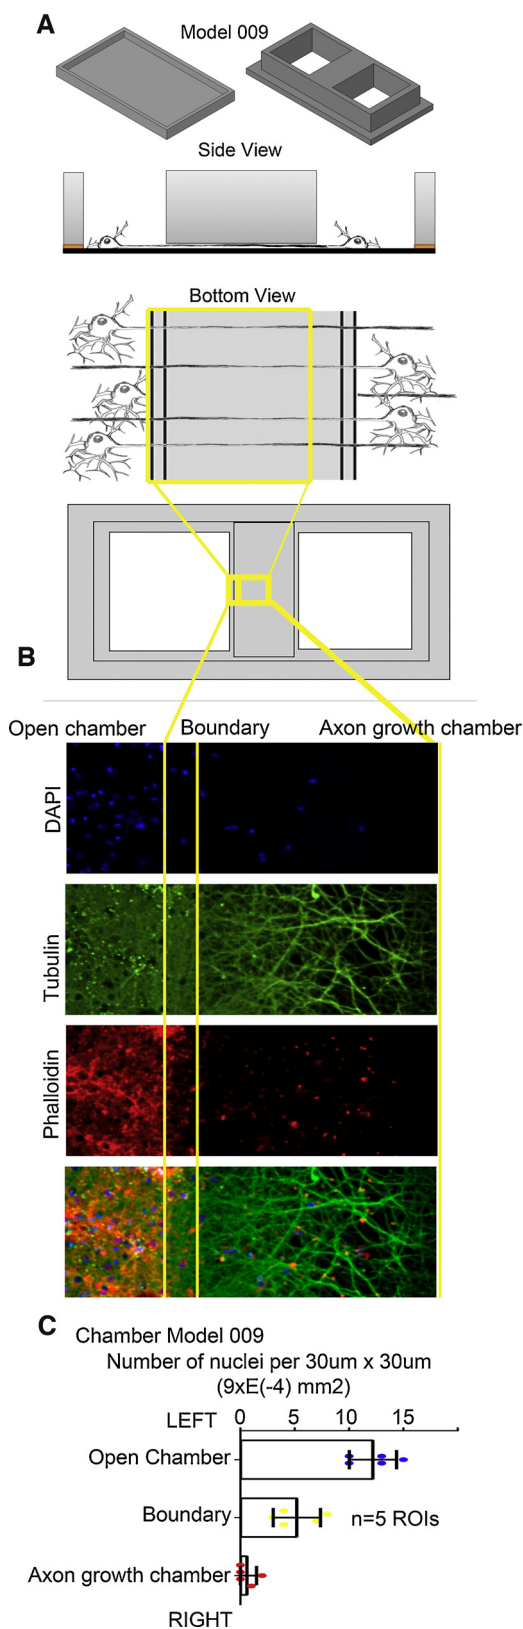 A
Model 009
Side View
Bottom View
B
Open chamber Boundary Axon growth chamber
DAPI
Tubulin
Phalloidin
C
Chamber Model 009
Number of nuclei per 30um x 30um
(9xE(-4) mm2)
LEFT 0 5 10 15
Open Chamber
Boundary n=5 ROIs
Axon growth chamber
RIGHT